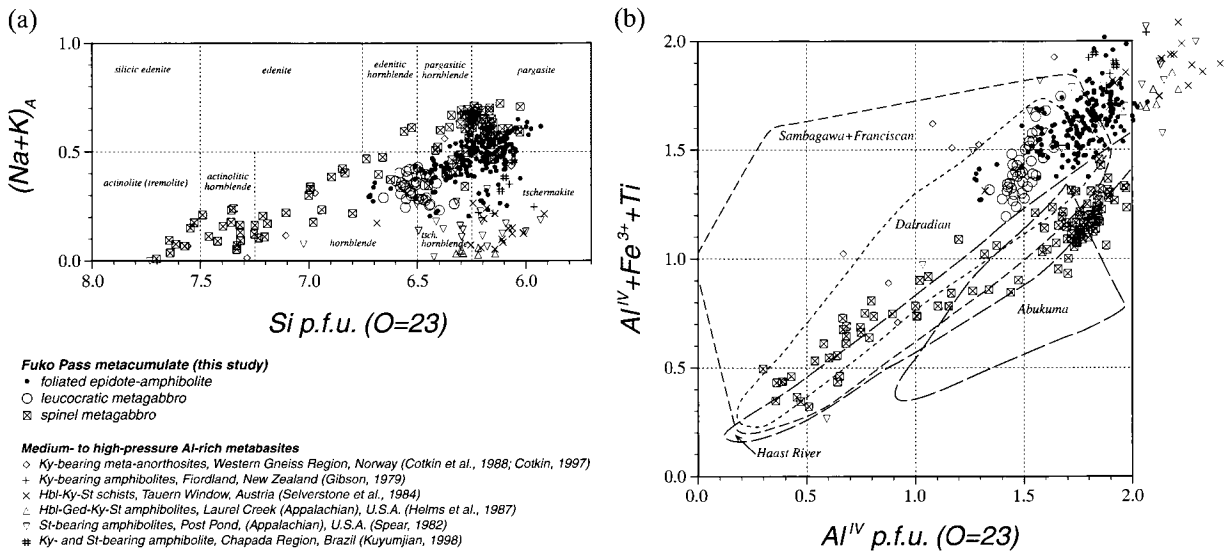 (a)
1.0
0.5
0.0
(Na+K)A
silicic edenite
edenite
edenitic hornblende
pargasitic hornblende
pargasite
actinolite (tremolite)
actinolitic hornblende
hornblende
tsch. hornblende
tschermakite
8.0 7.5 7.0 6.5 6.0
Si p.f.u. (O=23)
Fuko Pass metacumulate (this study)
foliated epidote-amphibolite
leucocratic metagabbro
spinel metagabbro
Medium- to high-pressure Al-rich metabasites
Ky-bearing meta-anorthosites, Western Gneiss Region, Norway (Cotkin et al., 1988; Cotkin, 1997)
Ky-bearing amphibolites, Fiordland, New Zealand (Gibson, 1979)
Hbl-Ky-St schists, Tauern Window, Austria (Selverstone et al., 1984)
Hbl-Ged-Ky-St amphibolites, Laurel Creek (Appalachian), U.S.A. (Helms et al., 1987)
St-bearing amphibolites, Post Pond, (Appalachian), U.S.A. (Spear, 1982)
Ky- and St-bearing amphibolite, Chapada Region, Brazil (Kuyumjian, 1998)
(b)
2.0
1.5
1.0
0.5
0.0
Al^IV+Fe^3++Ti
Sambagawa+Franciscan
Dalradian
Abukuma
Haast River
0.0 0.5 1.0 1.5 2.0
Al^IV p.f.u. (O=23)